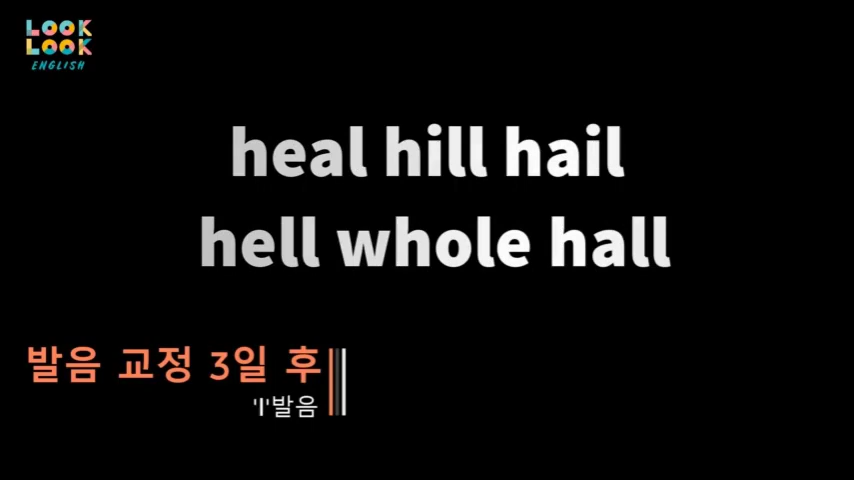 LOOK
LOOK
ENGLISH
heal hill hail
hell whole hall
발음 교정 3일 후
'l'발음